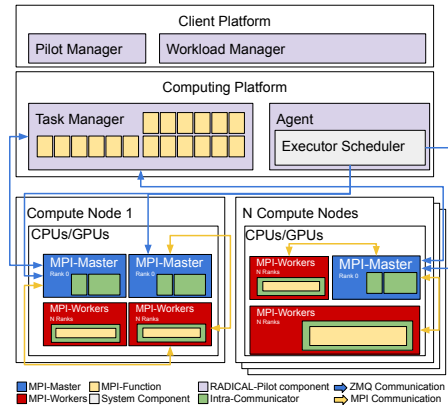 Client Platform
Pilot Manager
Workload Manager
Computing Platform
Task Manager
Agent
Executor Scheduler
Compute Node 1
CPUs/GPUs
MPI-Master
Rank 0
MPI-Master
Rank 0
MPI-Workers
N Ranks
MPI-Workers
N Ranks
N Compute Nodes
CPUs/GPUs
MPI-Workers
N Ranks
MPI-Master
Rank 0
MPI-Workers
N Ranks
MPI-Master
MPI-Function
RADICAL-Pilot component
ZMQ Communication
MPI-Workers
System Component
Intra-Communicator
MPI Communication